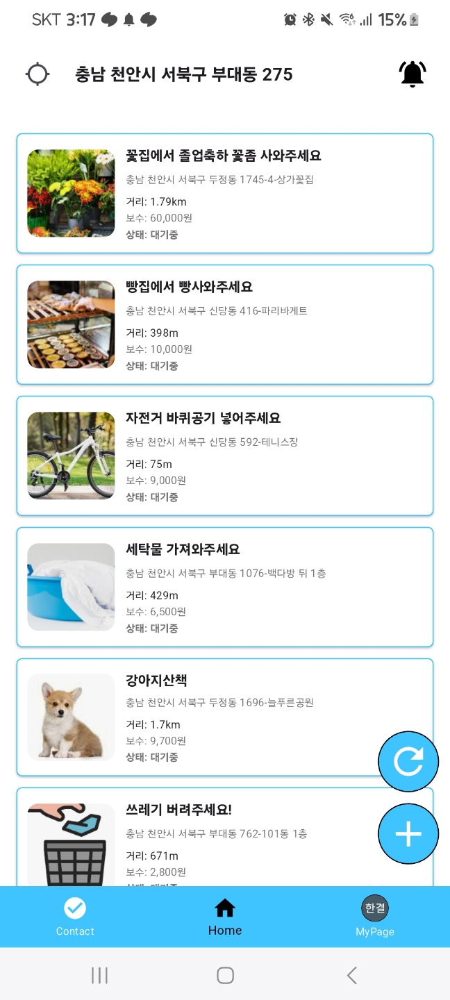 SKT 3:17
15%
충남 천안시 서북구 부대동 275
꽃집에서 졸업축하 꽃좀 사와주세요
충남 천안시 서북구 두정동 1745-4-상가꽃집
거리: 1.79km
보수: 60,000원
상태: 대기중
빵집에서 빵사와주세요
충남 천안시 서북구 신당동 416-파리바게트
거리: 398m
보수: 10,000원
상태: 대기중
자전거 바퀴공기 넣어주세요
충남 천안시 서북구 신당동 592-테니스장
거리: 75m
보수: 9,000원
상태: 대기중
세탁물 가져와주세요
충남 천안시 서북구 부대동 1076-백다방 뒤 1층
거리: 429m
보수: 6,500원
상태: 대기중
강아지산책
충남 천안시 서북구 두정동 1696-늘푸른공원
거리: 1.7km
보수: 9,700원
상태: 대기중
쓰레기 버려주세요!
충남 천안시 서북구 부대동 762-101동 1층
거리: 671m
보수: 2,800원
한결
Contact
Home
MyPage